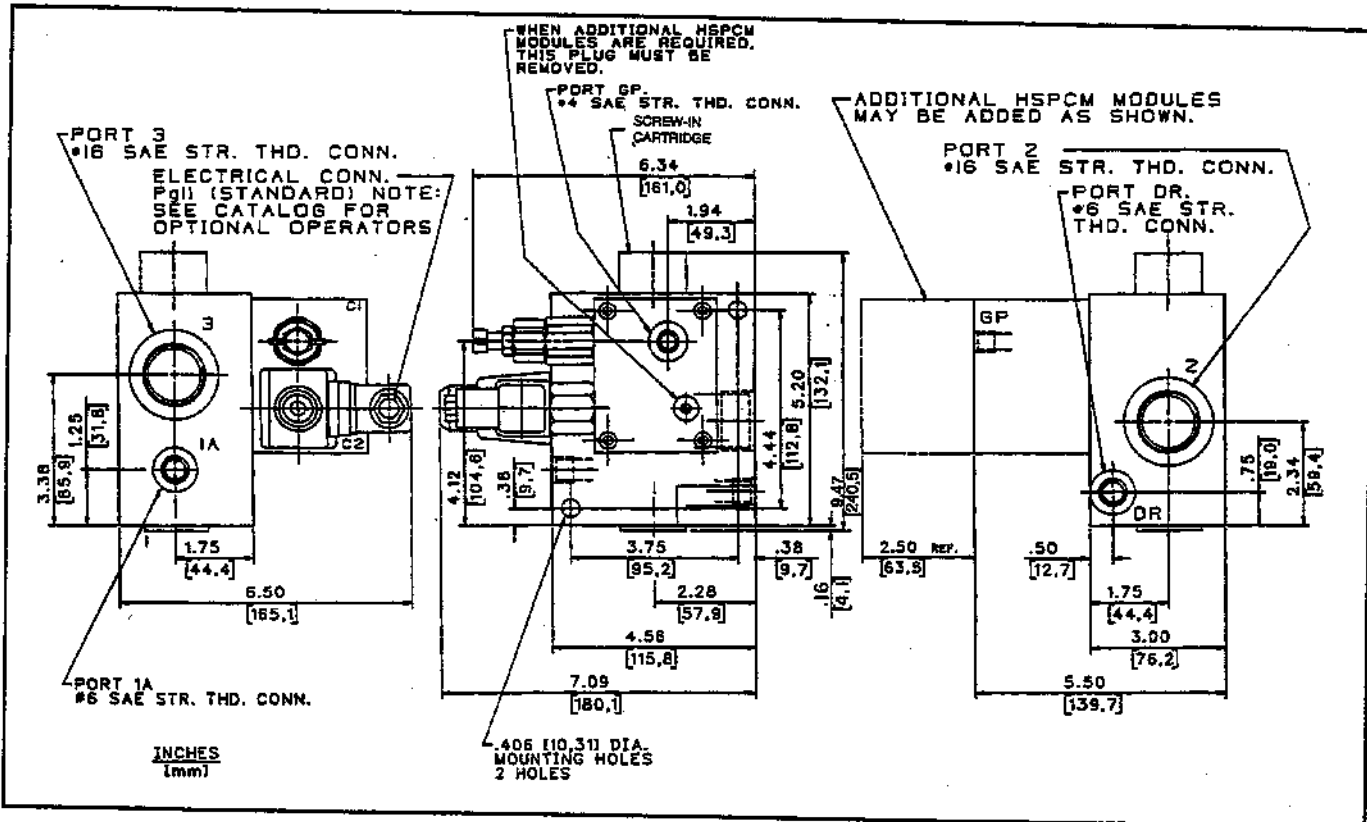 WHEN ADDITIONAL HSPCM
MODULES ARE REQUIRED,
THIS PLUG MUST BE
REMOVED.
PORT GP.
#4 SAE STR. THD. CONN.
SCREW-IN
CARTRIDGE
ADDITIONAL HSPCM MODULES
MAY BE ADDED AS SHOWN.
PORT 3
#16 SAE STR. THD. CONN.
ELECTRICAL CONN.
Pg11 (STANDARD) NOTE:
SEE CATALOG FOR
OPTIONAL OPERATORS
PORT 2
#16 SAE STR. THD. CONN.
PORT DR.
#6 SAE STR.
THD. CONN.
6.34
[161,0]
1.94
[49,3]
3
C1
1A
C2
3.38
[85,9]
1.25
[31,8]
1.75
[44,4]
6.50
[165,1]
PORT 1A
#6 SAE STR. THD. CONN.
4.12
[104,6]
.38
[9,7]
4.44
[112,8]
5.20
[132,1]
9.47
[240,5]
3.75
[95,2]
.38
[9,7]
.16
[4,1]
2.28
[57,9]
4.56
[115,8]
7.09
[180,1]
.406 [10,31] DIA.
MOUNTING HOLES
2 HOLES
GP
2
DR
.75
[19,0]
2.34
[59,4]
2.50 REF.
[63,5]
.50
[12,7]
1.75
[44,4]
3.00
[76,2]
5.50
[139,7]
INCHES
[mm]